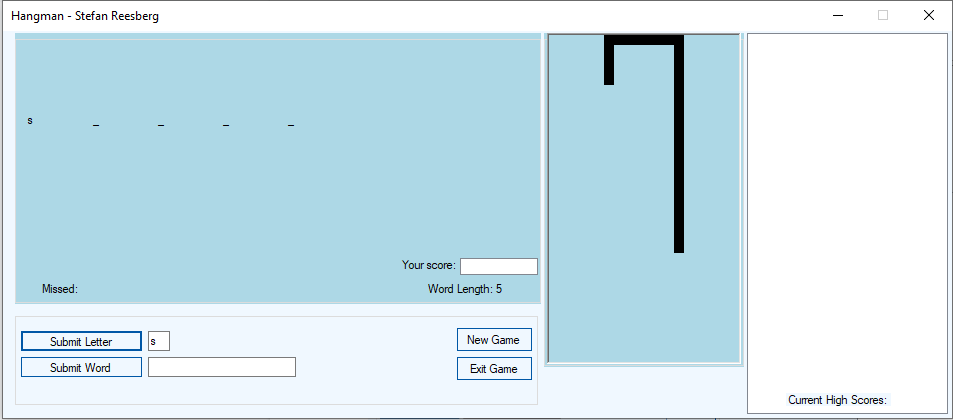 Hangman - Stefan Reesberg
s _ _ _ _
Your score:
Missed:
Word Length: 5
Submit Letter
s
New Game
Submit Word
Exit Game
Current High Scores: